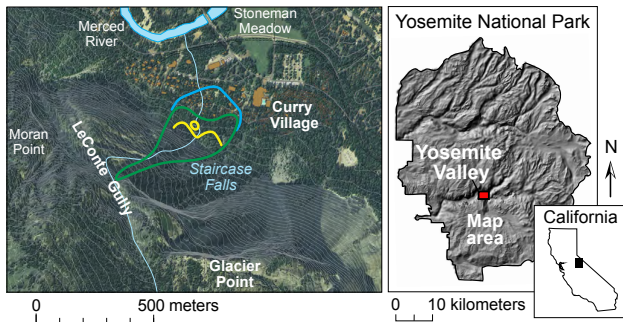 Merced
River
Stoneman
Meadow
Curry
Village
Moran
Point
LeConte Gully
Staircase
Falls
Glacier
Point
0 500 meters
Yosemite National Park
Yosemite
Valley
Map
area
N
California
0 10 kilometers